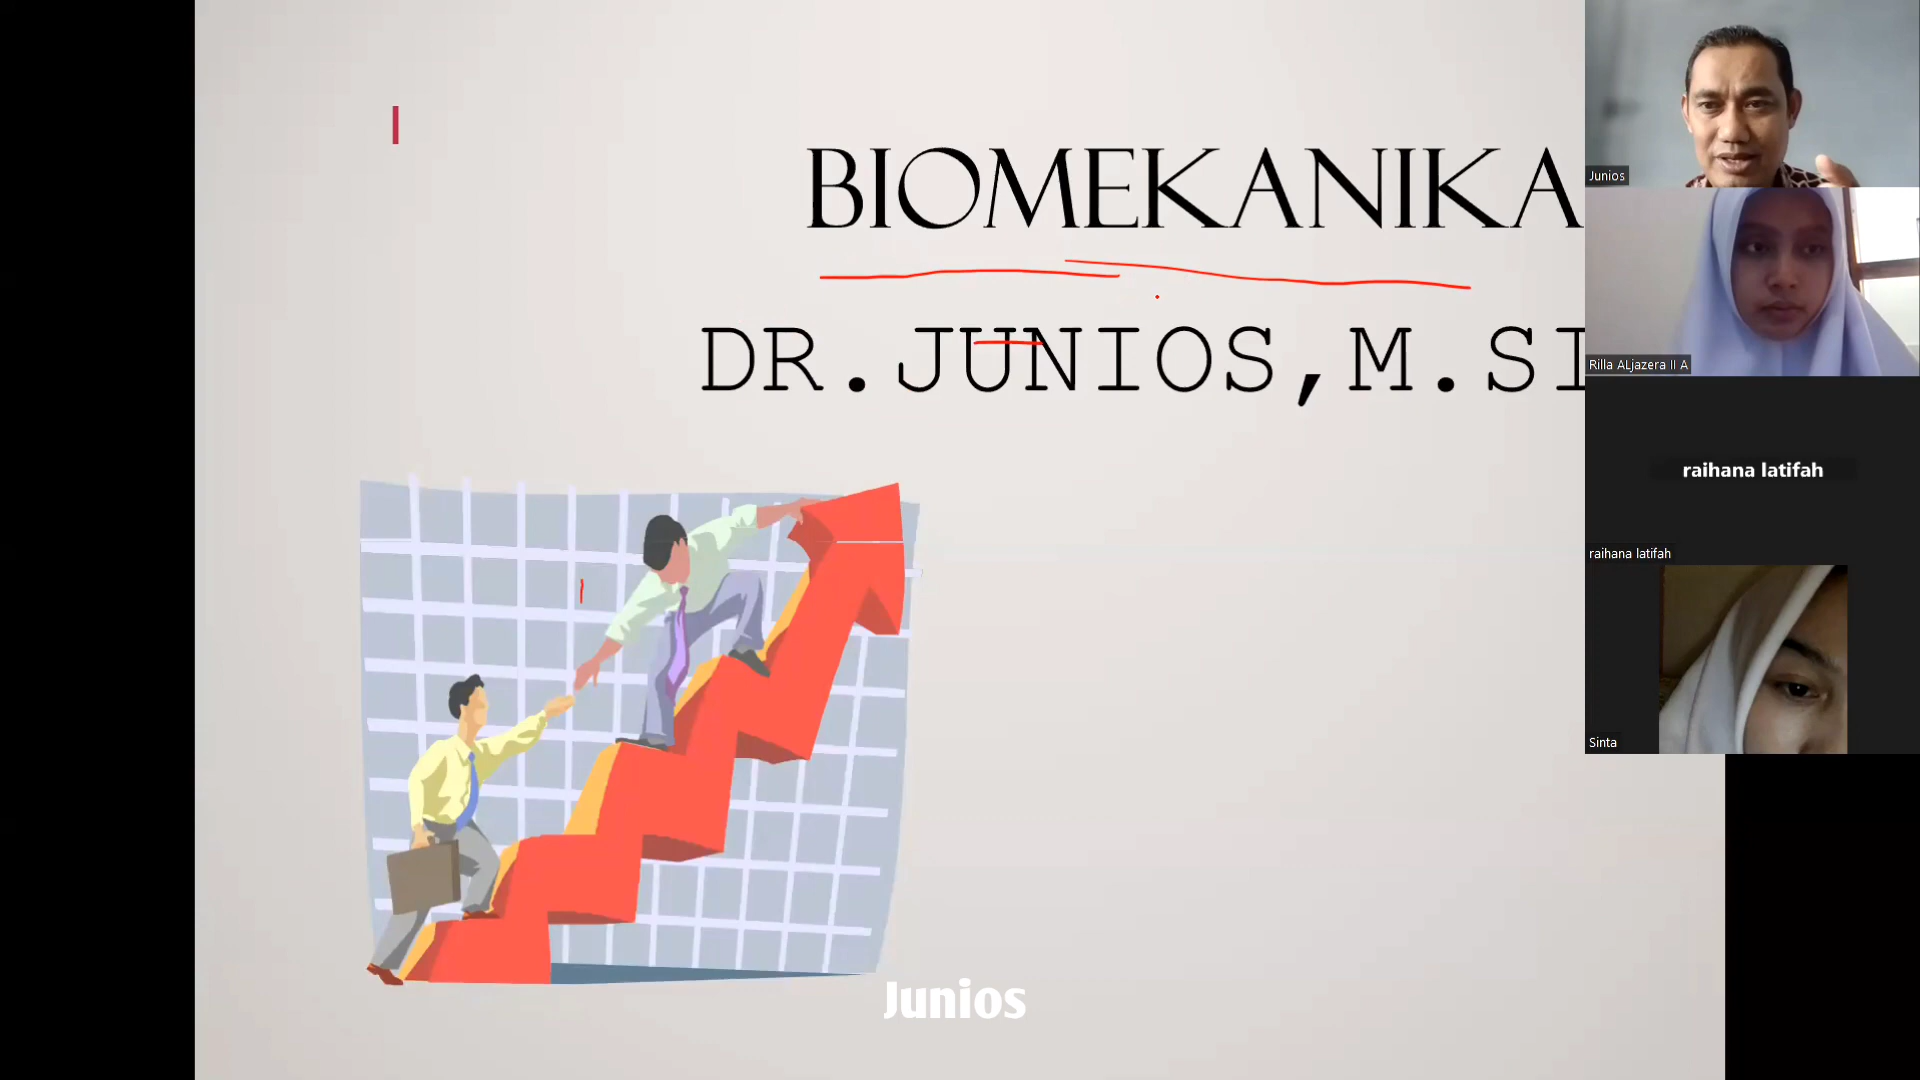 BIOMEKANIKA
DR.JUNIOS,M.SI
Junios
Junios
Rilla ALjazera II A
raihana latifah
raihana latifah
Sinta